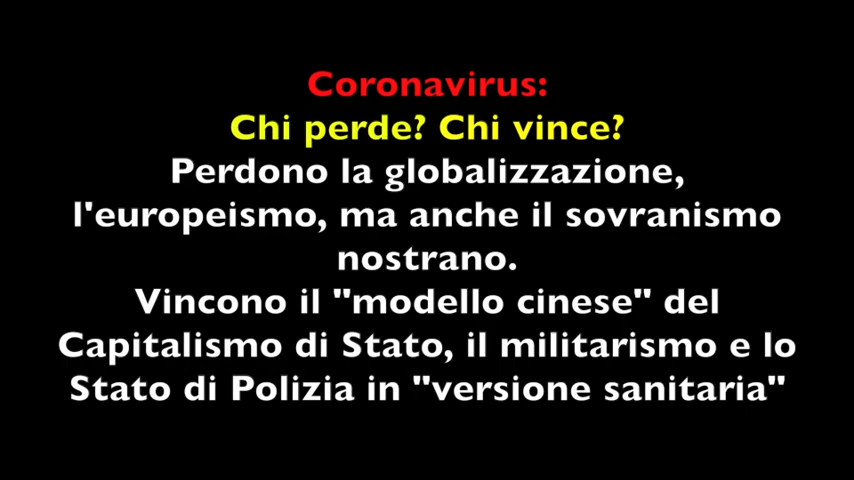 Coronavirus:
Chi perde? Chi vince?
Perdono la globalizzazione,
l'europeismo, ma anche il sovranismo
nostrano.
Vincono il "modello cinese" del
Capitalismo di Stato, il militarismo e lo
Stato di Polizia in "versione sanitaria"